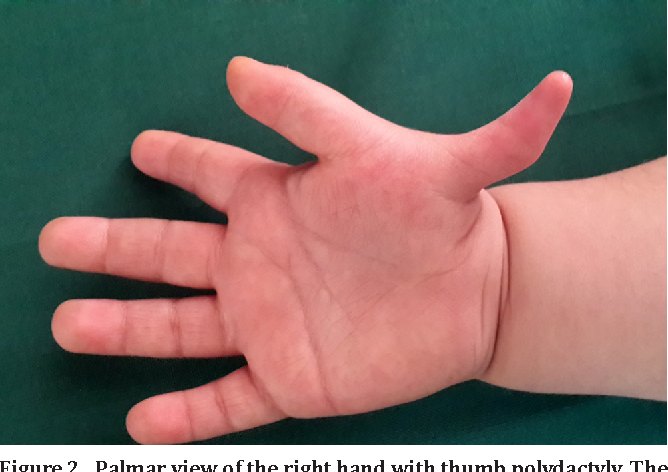 Figure 2. Palmar view of the right hand with thumb polydactyly. The